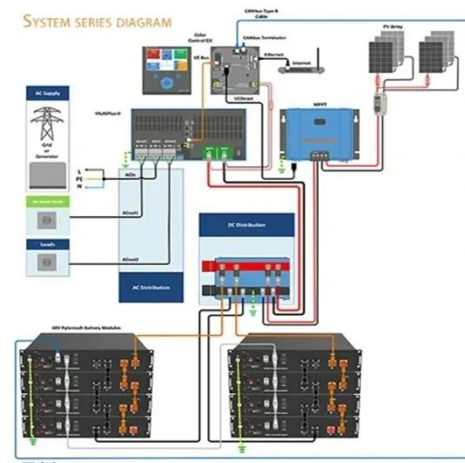 SYSTEM SERIES DIAGRAM
CANbus Type B
Cable
Color
Control GX
CANbus Terminator
PV Array
VE Bus
Ethernet
Internet
AC Supply
VE Direct
MPPT
MultiPlus-II
Grid
or
Generator
L
PE
N
ACin
ACout1
Loads
ACout2
DC Distribution
AC Distribution
48V Pylontech Battery Modules